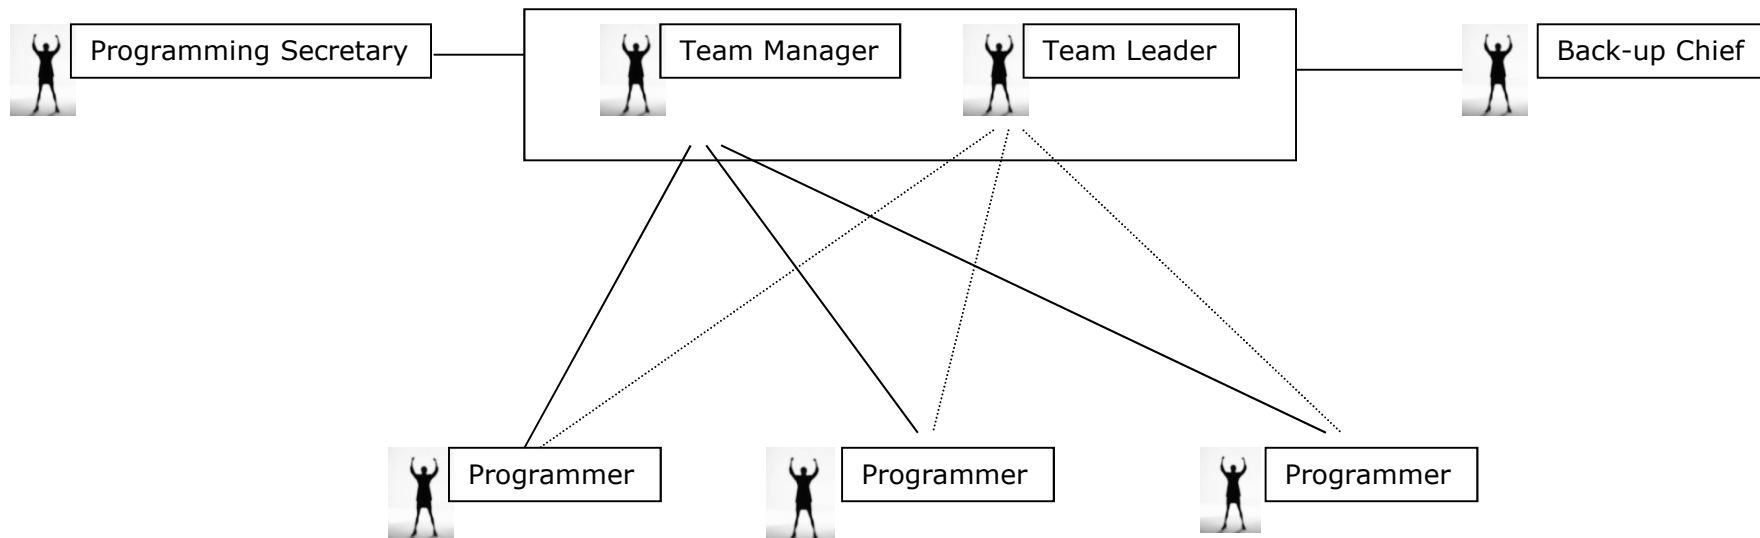 Programming Secretary
Team Manager
Team Leader
Back-up Chief
Programmer
Programmer
Programmer